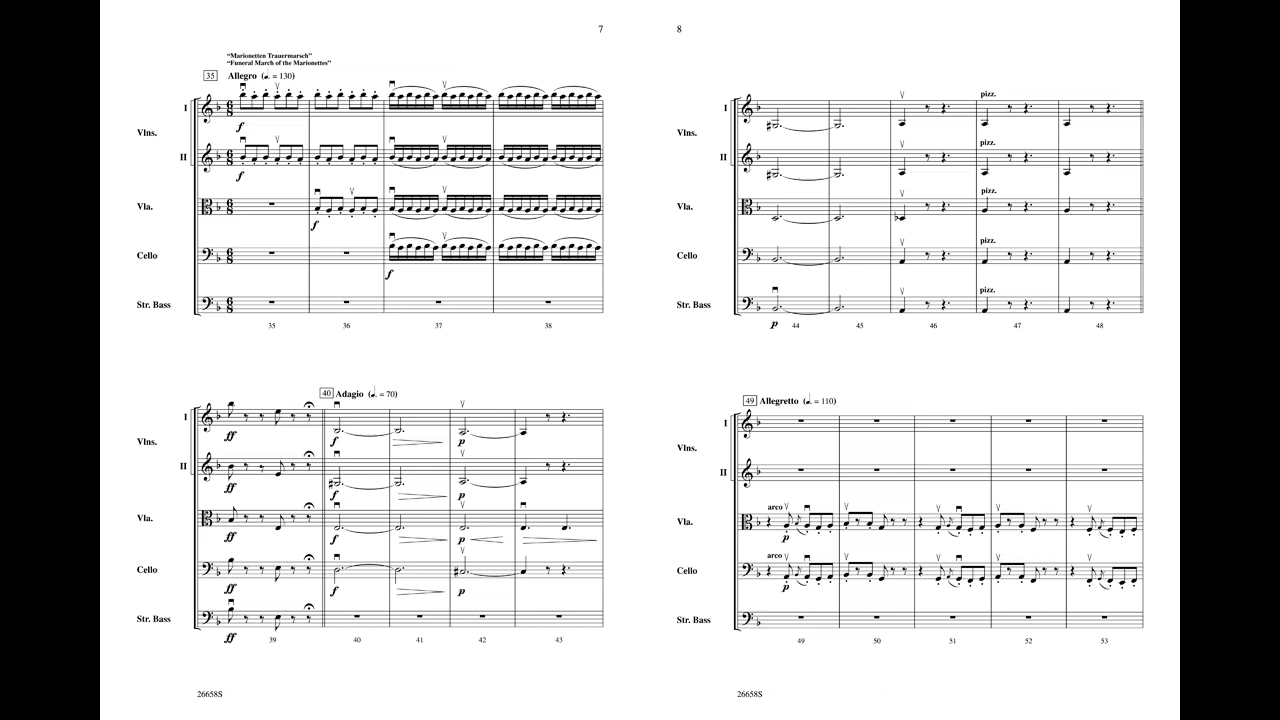 7
"Marionetten Trauermarsch"
"Funeral March of the Marionettes"
35 Allegro (♩. = 130)
I
Vlns.
f
II
f
Vla.
f
Cello
f
Str. Bass
35 36 37 38
40 Adagio (♩. = 70)
I
Vlns.
ff f p
II
ff f p
Vla.
ff f p
Cello
ff f p
Str. Bass
ff
39 40 41 42 43
26658S
8
pizz.
I
Vlns.
pizz.
II
pizz.
Vla.
pizz.
Cello
pizz.
Str. Bass
p
44 45 46 47 48
49 Allegretto (♩. = 110)
I
Vlns.
II
arco
Vla.
p
arco
Cello
p
Str. Bass
49 50 51 52 53
26658S